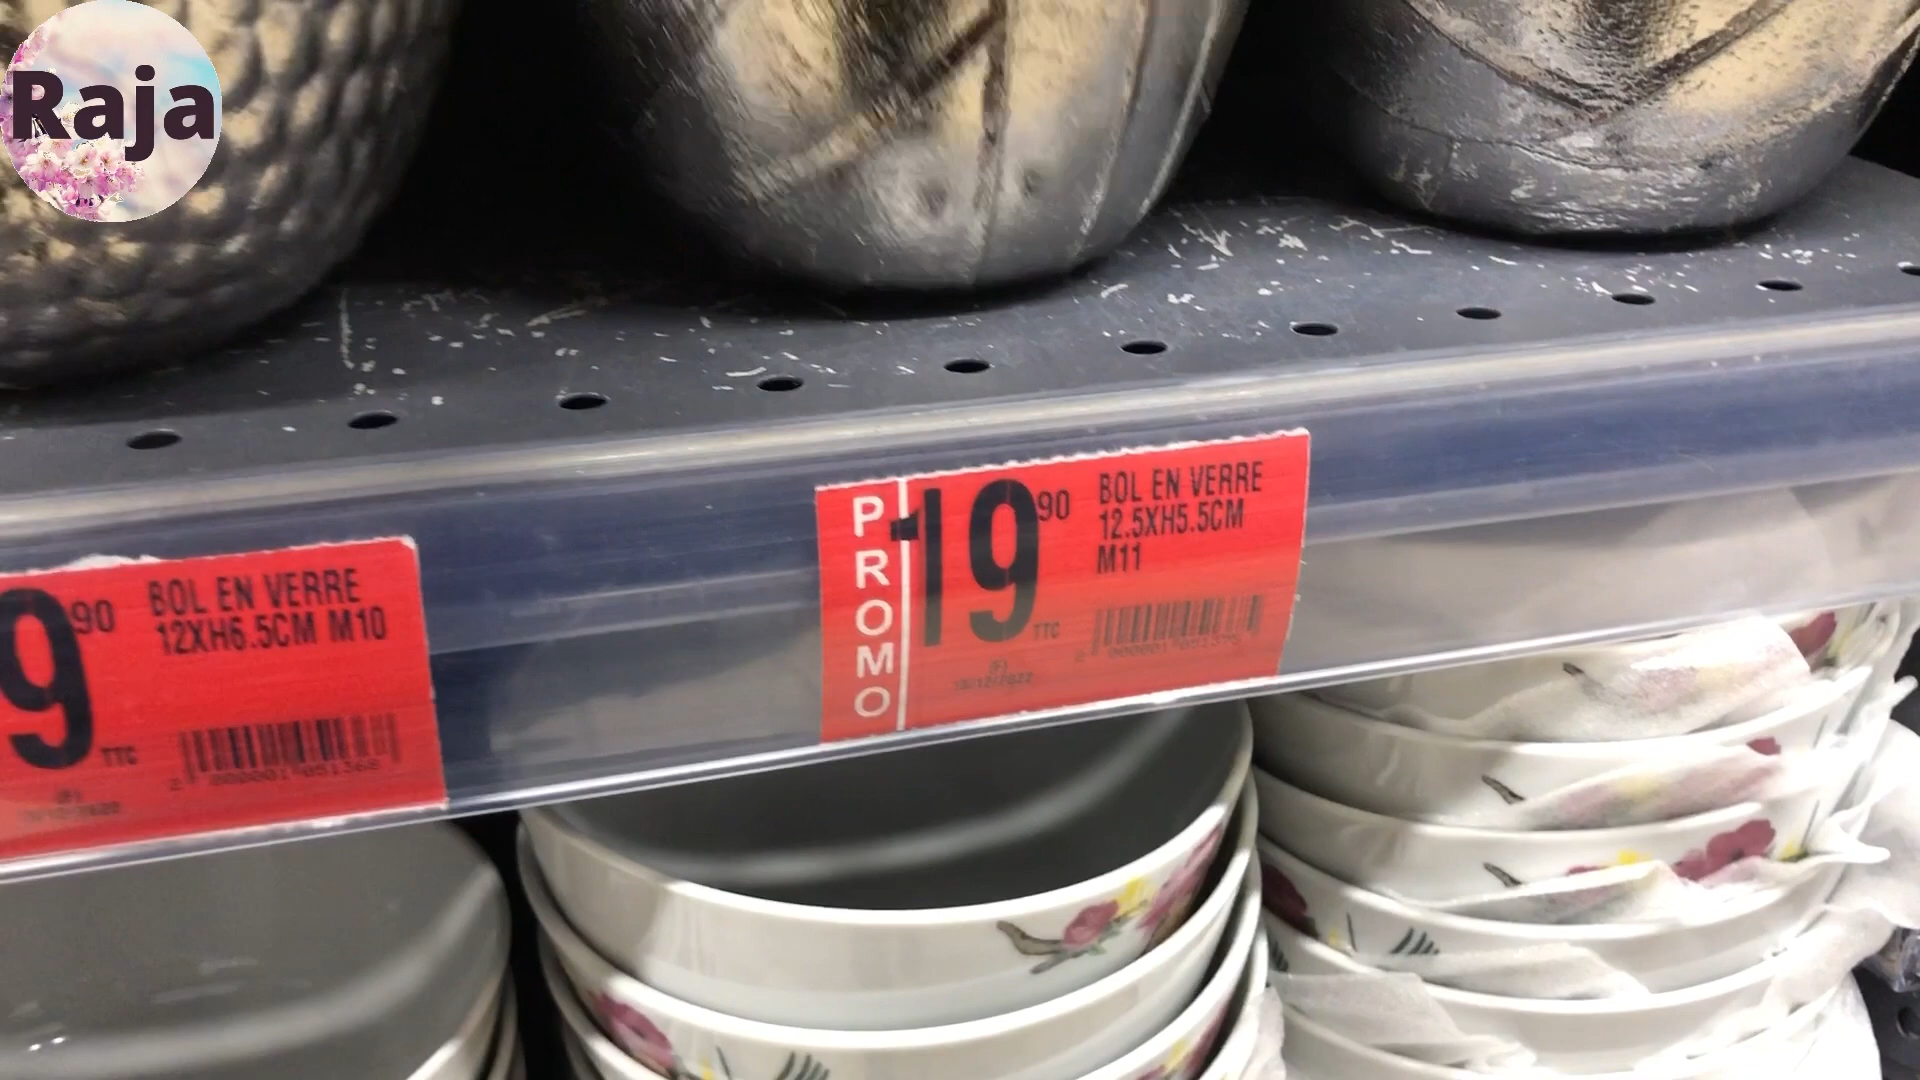 Raja
9 90
BOL EN VERRE
12XH6.5CM M10
TTC
PROMO
19 90
BOL EN VERRE
12.5XH5.5CM
M11
TTC
(F)